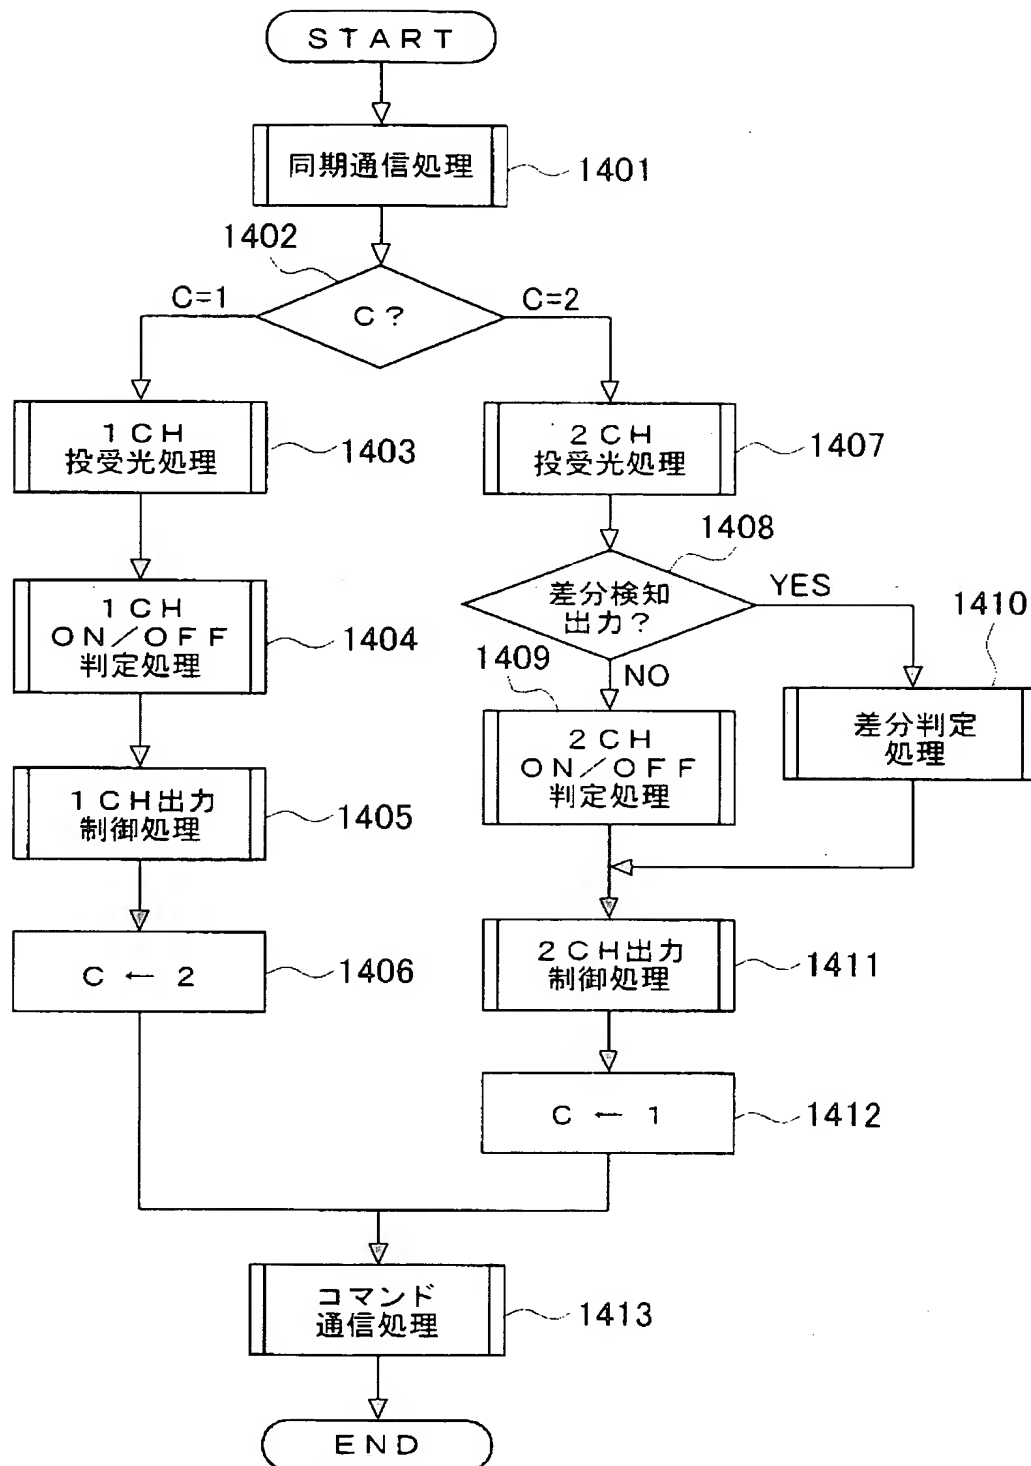 START
同期通信処理
1401
1402
C=1
C?
C=2
1CH
投受光処理
1403
2CH
投受光処理
1407
1408
差分検知
出力?
YES
NO
1410
1CH
ON/OFF
判定処理
1404
1409
2CH
ON/OFF
判定処理
差分判定
処理
1CH出力
制御処理
1405
C ← 2
1406
2CH出力
制御処理
1411
C ← 1
1412
コマンド
通信処理
1413
END